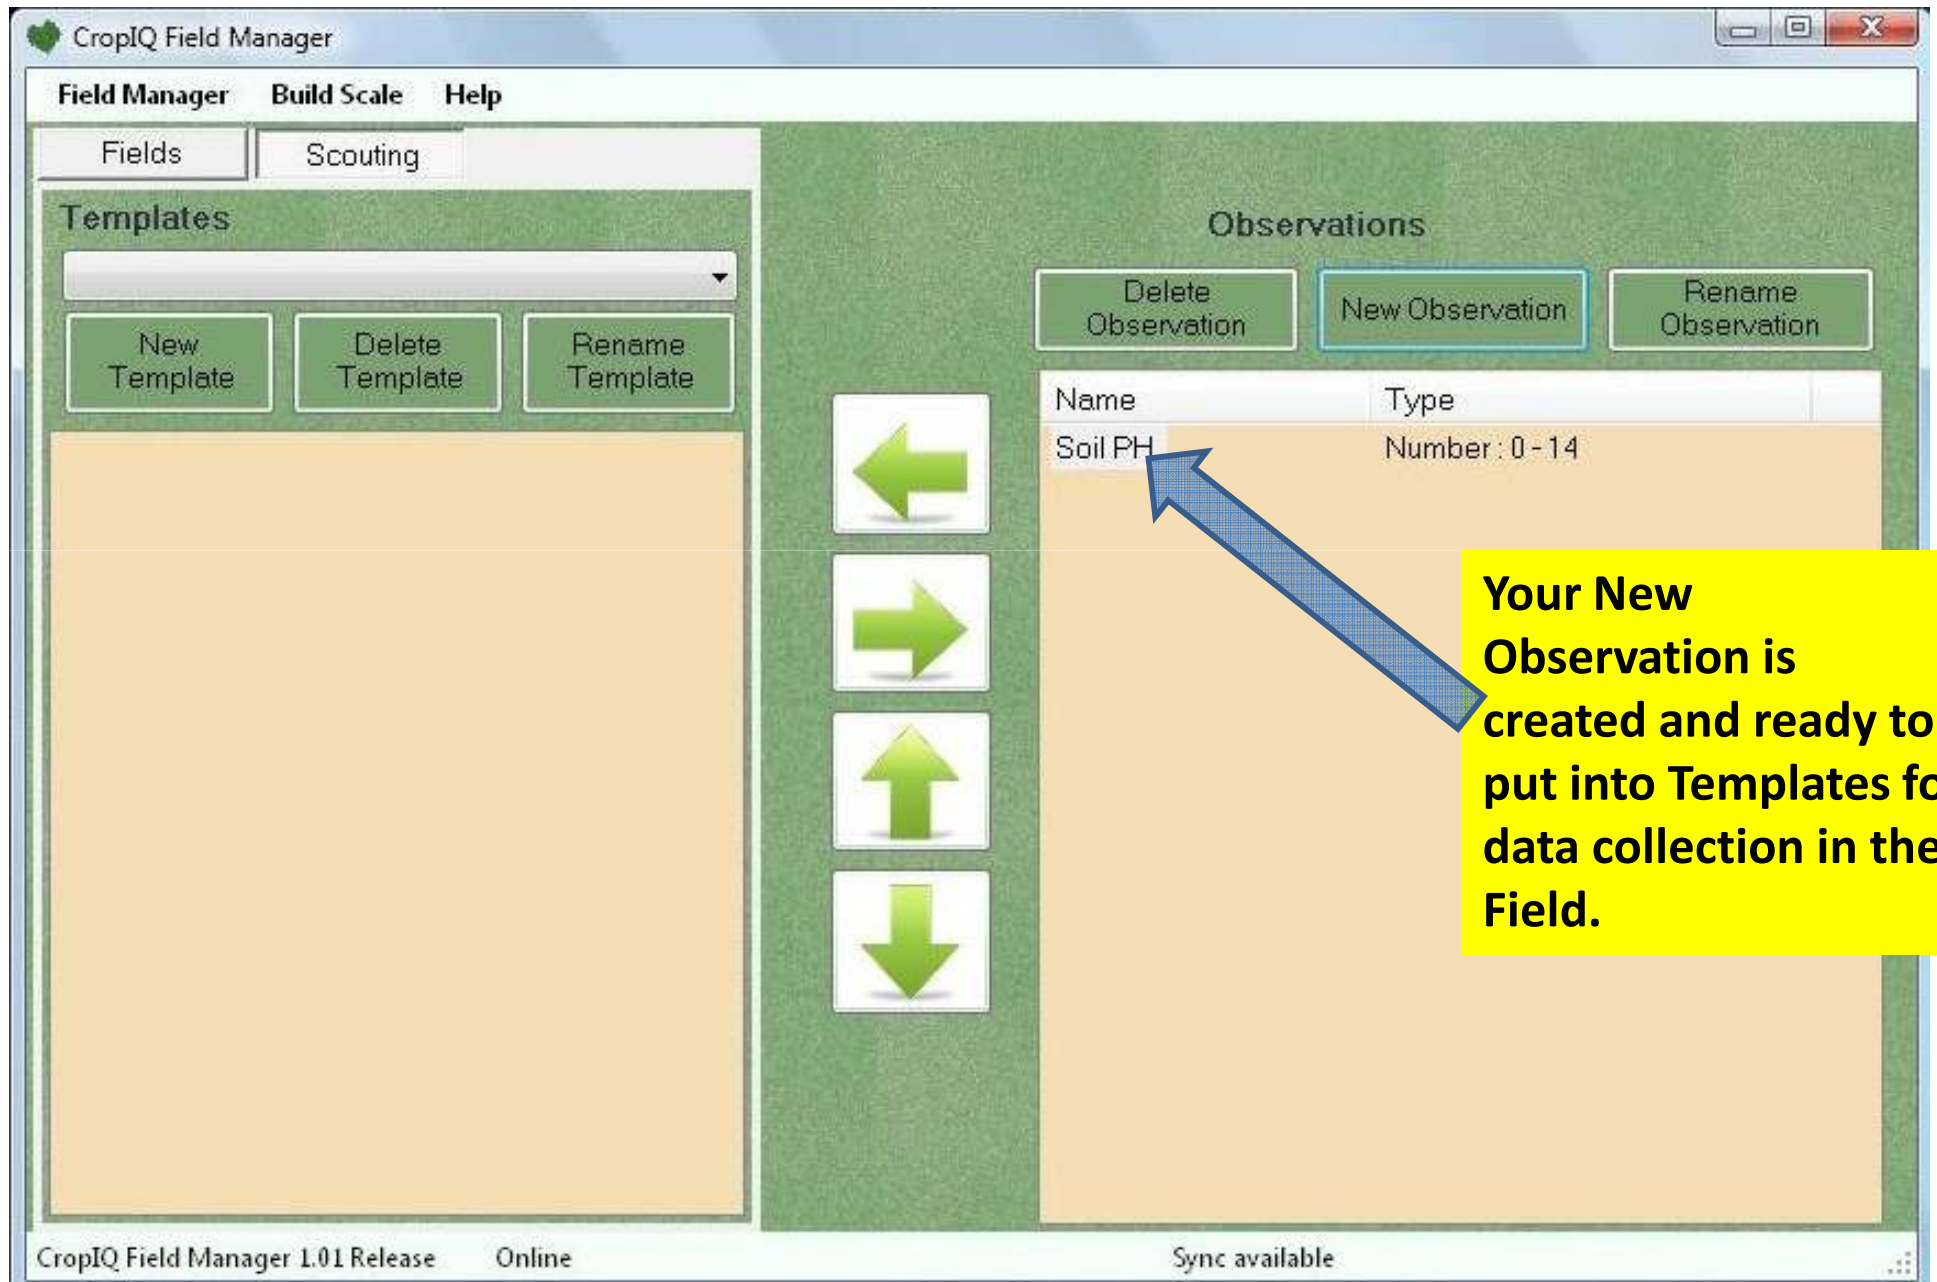 CropIQ Field Manager
Field Manager Build Scale Help
Fields Scouting
Templates
New
Template
Delete
Template
Rename
Template
Observations
Delete
Observation
New Observation
Rename
Observation
Name Type
Soil PH Number : 0 - 14
Your New
Observation is
created and ready to
put into Templates fo
data collection in the
Field.
CropIQ Field Manager 1.01 Release Online Sync available